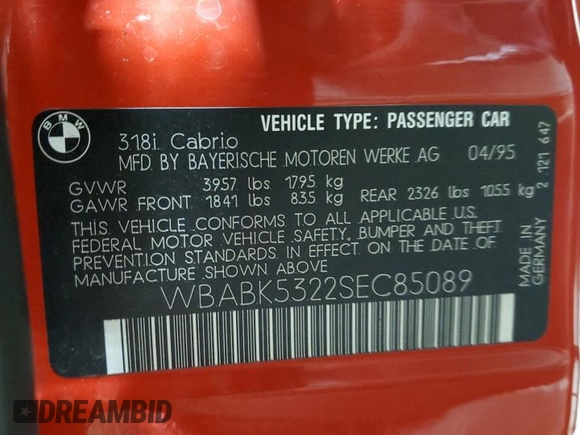 BMW
VEHICLE TYPE: PASSENGER CAR
318i Cabrio
MFD BY BAYERISCHE MOTOREN WERKE AG 04/95
GVWR 3957 lbs 1795 kg
GAWR FRONT 1841 lbs 835 kg REAR 2326 lbs 1055 kg
THIS VEHICLE CONFORMS TO ALL APPLICABLE U.S.
FEDERAL MOTOR VEHICLE SAFETY, BUMPER AND THEFT
PREVENTION STANDARDS IN EFFECT ON THE DATE OF
MANUFACTURE SHOWN ABOVE.
WBABK5322SEC85089
MADE IN
GERMANY
2 121 647
DREAMBID